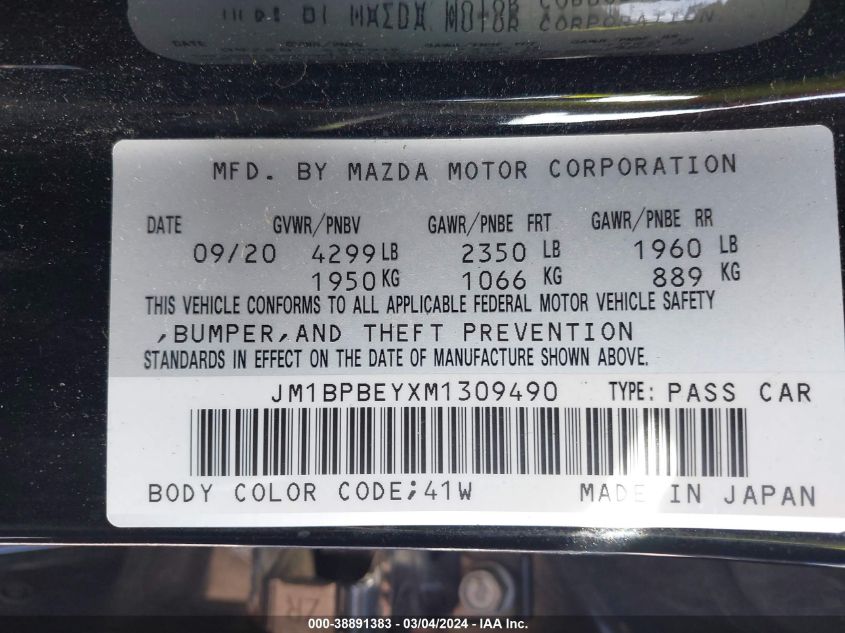 MAZDA MOTOR CORPORATION
MFD. BY MAZDA MOTOR CORPORATION
DATE GVWR/PNBV GAWR/PNBE FRT GAWR/PNBE RR
09/20 4299 LB 2350 LB 1960 LB
1950 KG 1066 KG 889 KG
THIS VEHICLE CONFORMS TO ALL APPLICABLE FEDERAL MOTOR VEHICLE SAFETY
,BUMPER,AND THEFT PREVENTION
STANDARDS IN EFFECT ON THE DATE OF MANUFACTURE SHOWN ABOVE.
JM1BPBEYXM1309490 TYPE: PASS CAR
BODY COLOR CODE;41W MADE IN JAPAN
000-38891383 - 03/04/2024 - IAA Inc.